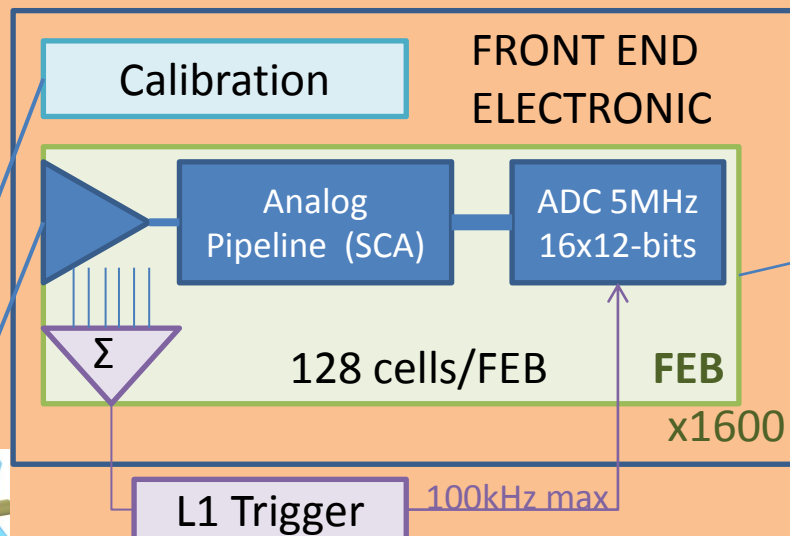 Calibration
FRONT END
ELECTRONIC
Analog
Pipeline (SCA)
ADC 5MHz
16x12-bits
Σ
128 cells/FEB
FEB
x1600
L1 Trigger
100kHz max